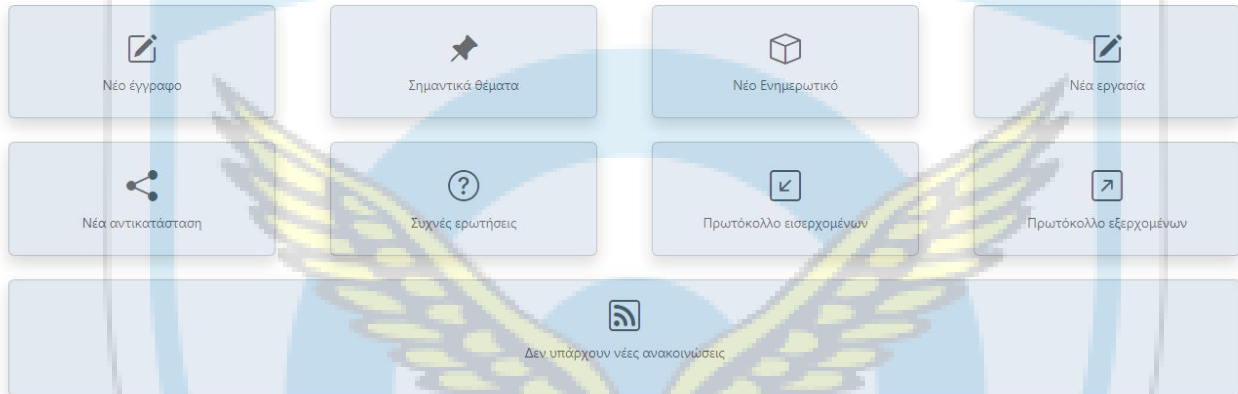 Νέο έγγραφο
Σημαντικά θέματα
Νέο Ενημερωτικό
Νέα εργασία
Νέα αντικατάσταση
Συχνές ερωτήσεις
Πρωτόκολλο εισερχομένων
Πρωτόκολλο εξερχομένων
Δεν υπάρχουν νέες ανακοινώσεις